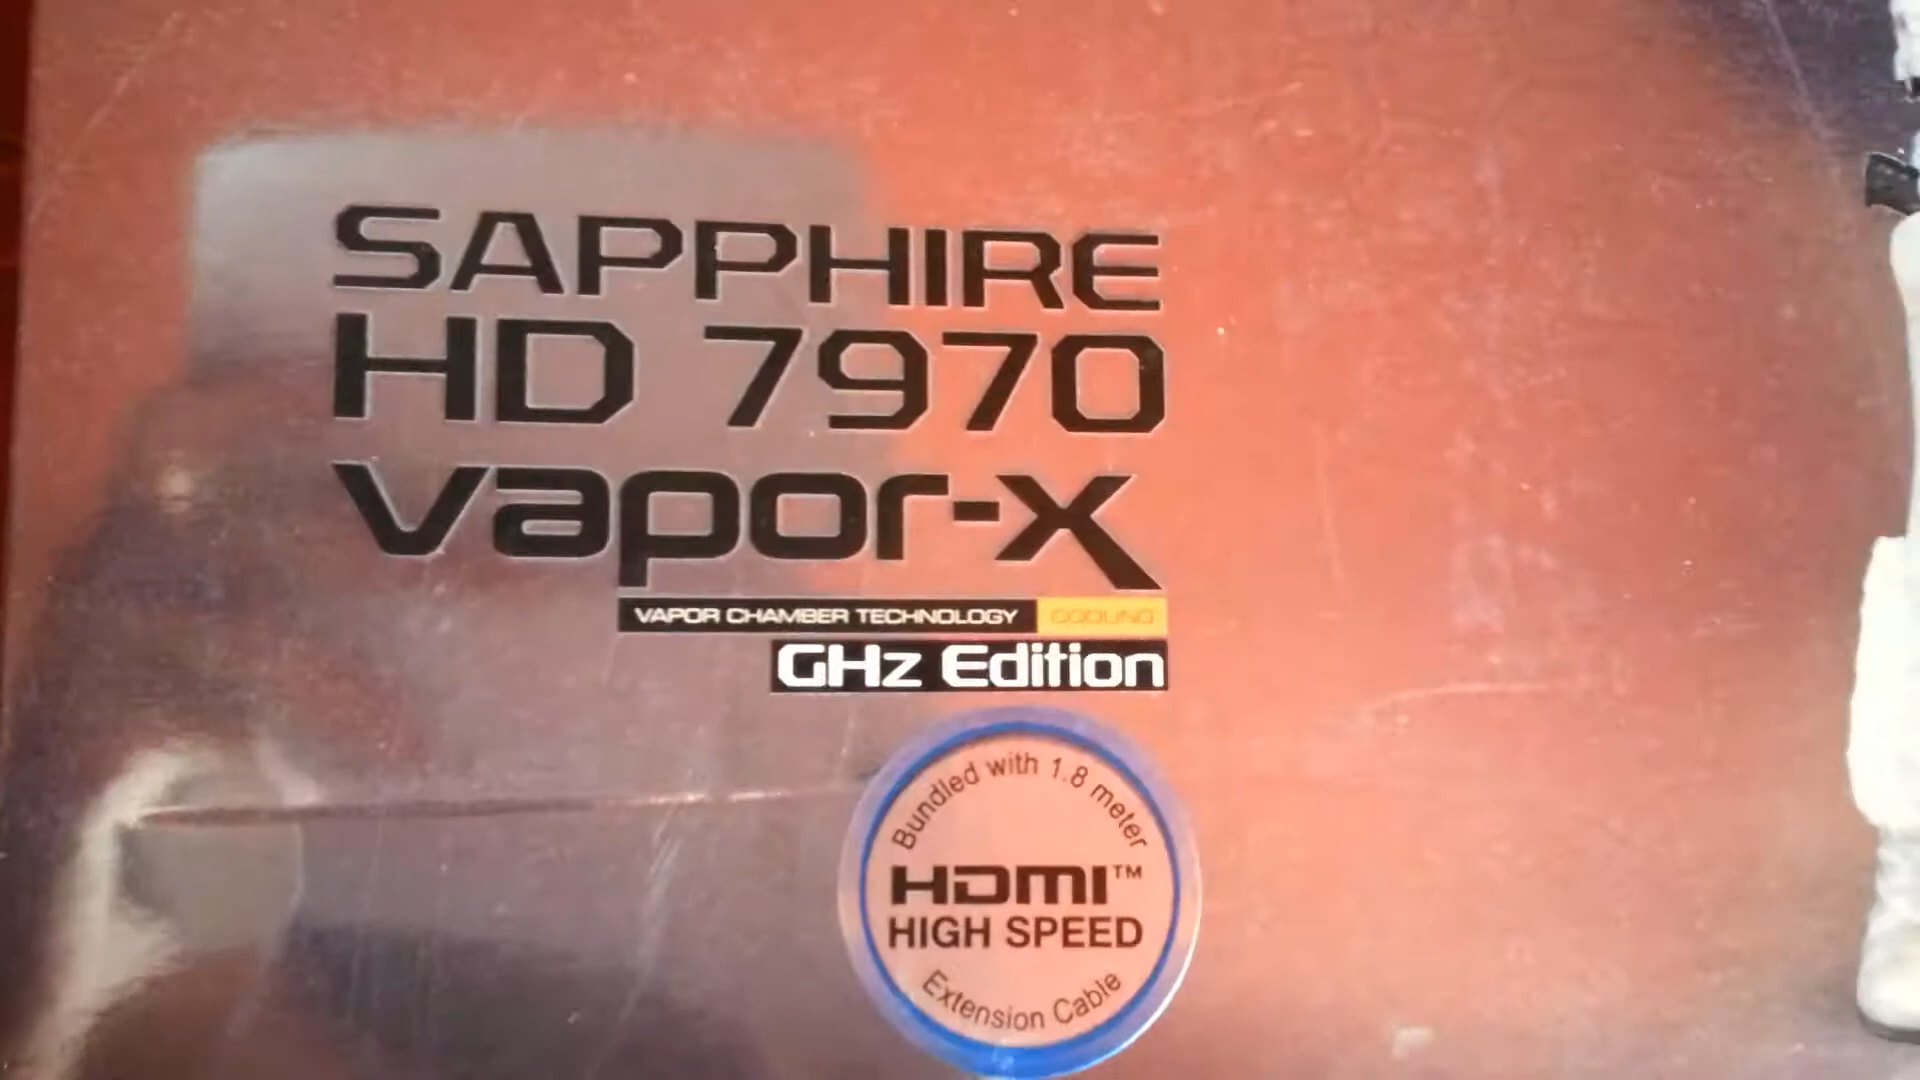 SAPPHIRE
HD 7970
vapor-x
VAPOR CHAMBER TECHNOLOGY COOLING
GHz Edition
Bundled with 1.8 meter
HDMI™
HIGH SPEED
Extension Cable